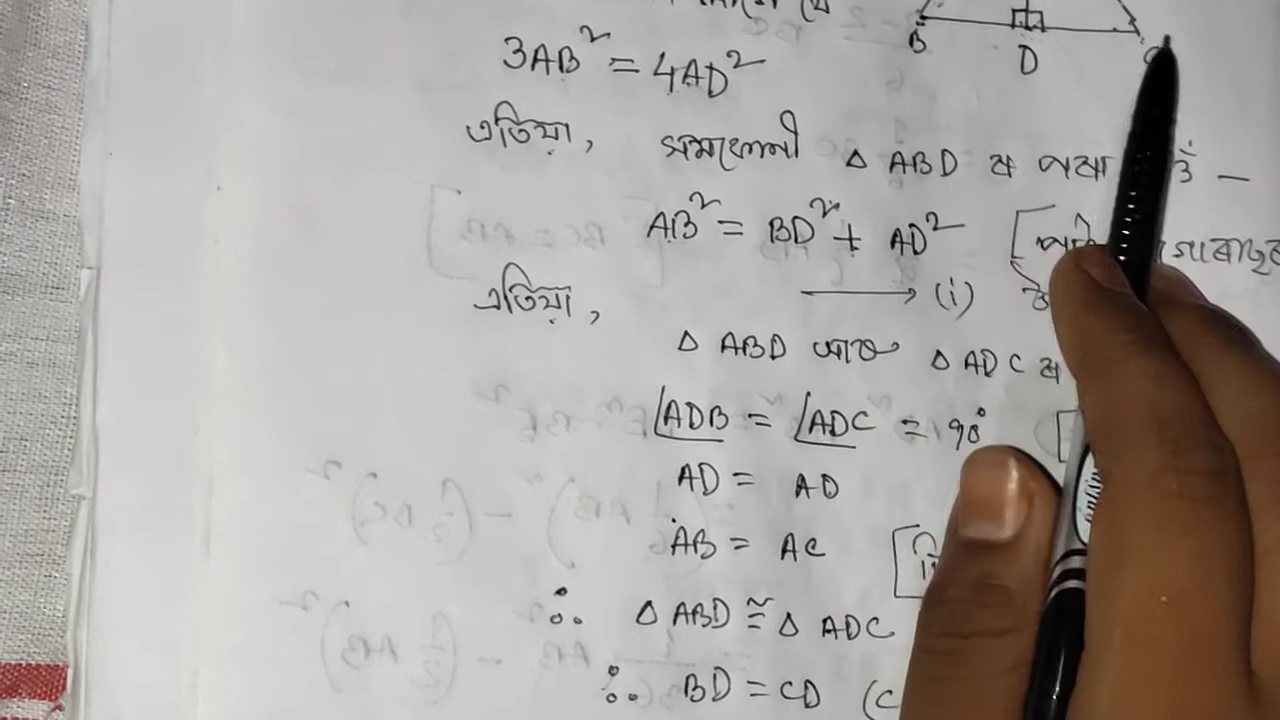 B D
3AB² = 4AD²
এতিয়া, সমকোণী △ ABD ৰ পৰা
AB² = BD² + AD² [
⟶ (i)
এতিয়া,
△ ABD আৰু △ ADC ৰ
∠ADB = ∠ADC = 90° [
AD = AD
AB = AC [
∴ △ ABD ≅ △ ADC
∴ BD = CD (C